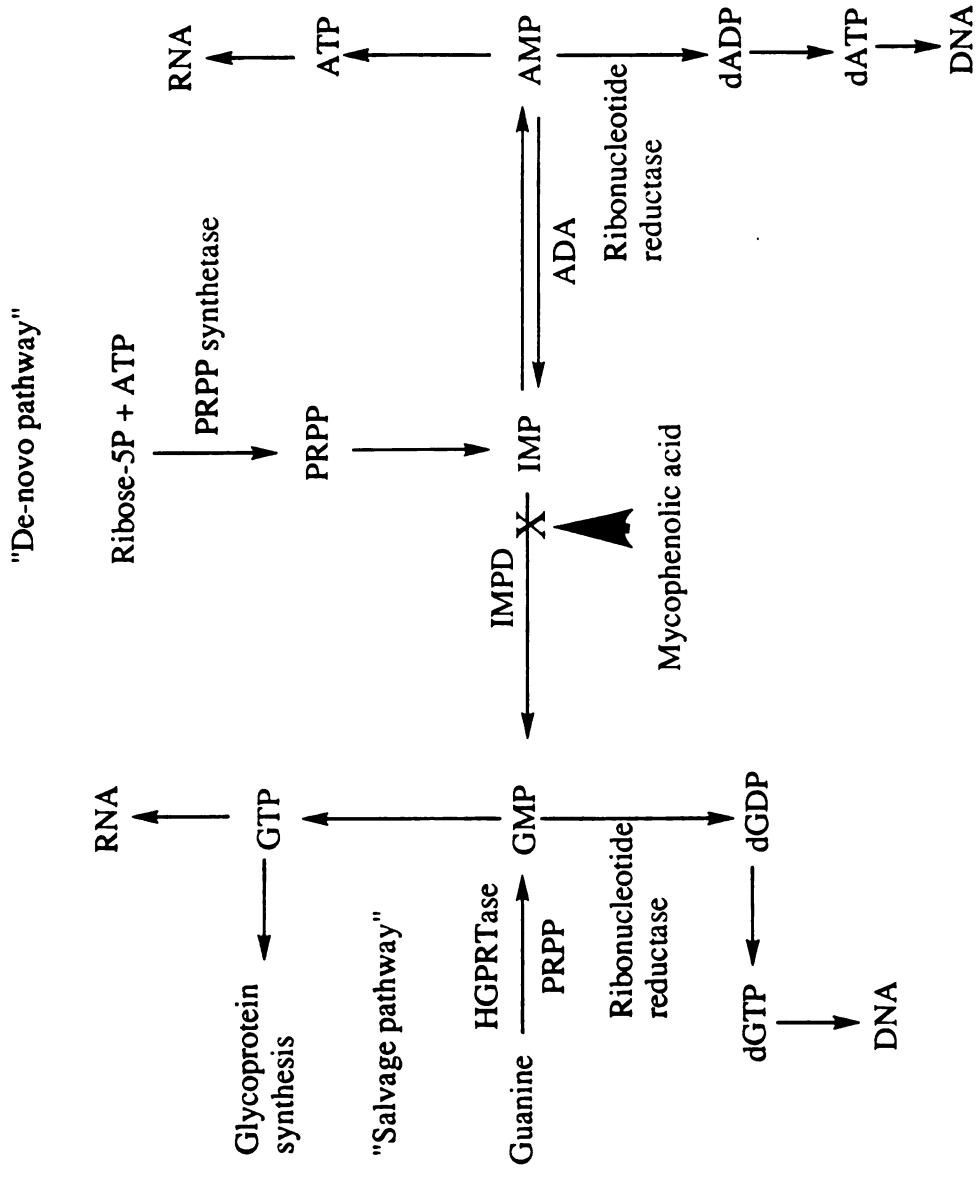 "De-novo pathway"
RNA
Ribose-5P + ATP
RNA
PRPP synthetase
Glycoprotein
synthesis
GTP
PRPP
ATP
"Salvage pathway"
HGPRTase
IMPD
Guanine
GMP
X
IMP
AMP
PRPP
ADA
Ribonucleotide
reductase
Ribonucleotide
reductase
Mycophenolic acid
dADP
dGTP
dGDP
dATP
DNA
DNA